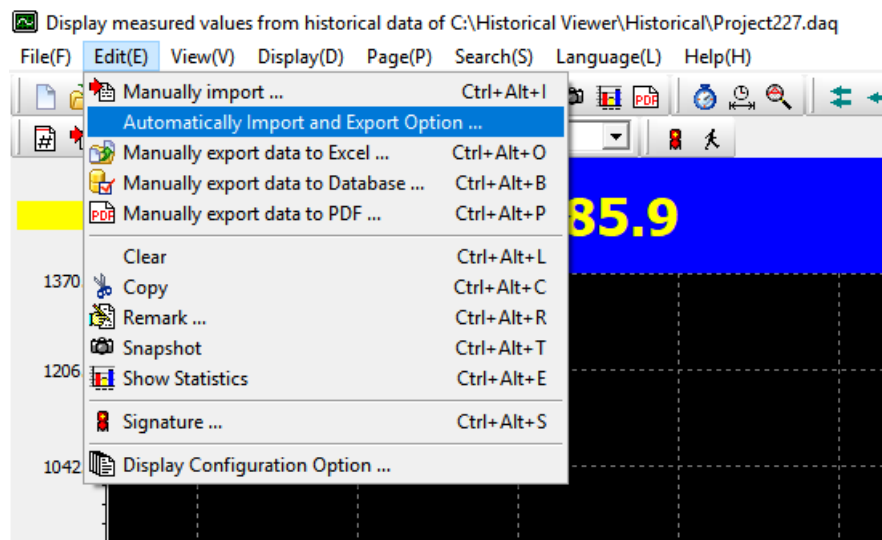 Display measured values from historical data of C:\Historical Viewer\Historical\Project227.daq
File(F) Edit(E) View(V) Display(D) Page(P) Search(S) Language(L) Help(H)
Manually import ... Ctrl+Alt+I
PDF
Automatically Import and Export Option ...
#
Manually export data to Excel ... Ctrl+Alt+O
Manually export data to Database ... Ctrl+Alt+B
PDF Manually export data to PDF ... Ctrl+Alt+P
85.9
Clear Ctrl+Alt+L
1370
Copy Ctrl+Alt+C
Remark ... Ctrl+Alt+R
Snapshot Ctrl+Alt+T
1206
Show Statistics Ctrl+Alt+E
Signature ... Ctrl+Alt+S
1042
Display Configuration Option ...